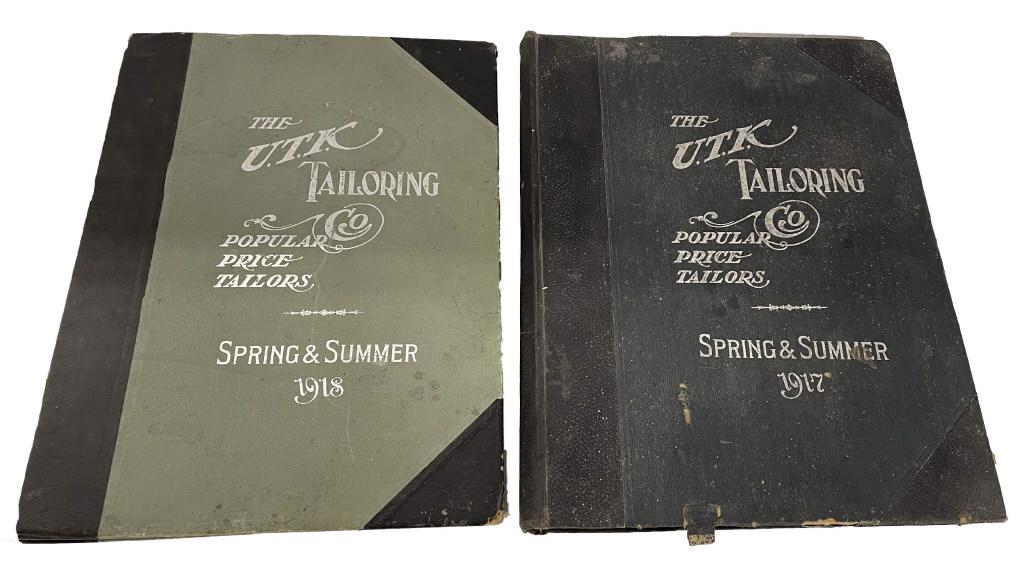 THE
U.T.K.
TAILORING
CO
POPULAR
PRICE
TAILORS,
SPRING & SUMMER
1918
THE
U.T.K.
TAILORING
CO
POPULAR
PRICE
TAILORS,
SPRING & SUMMER
1917